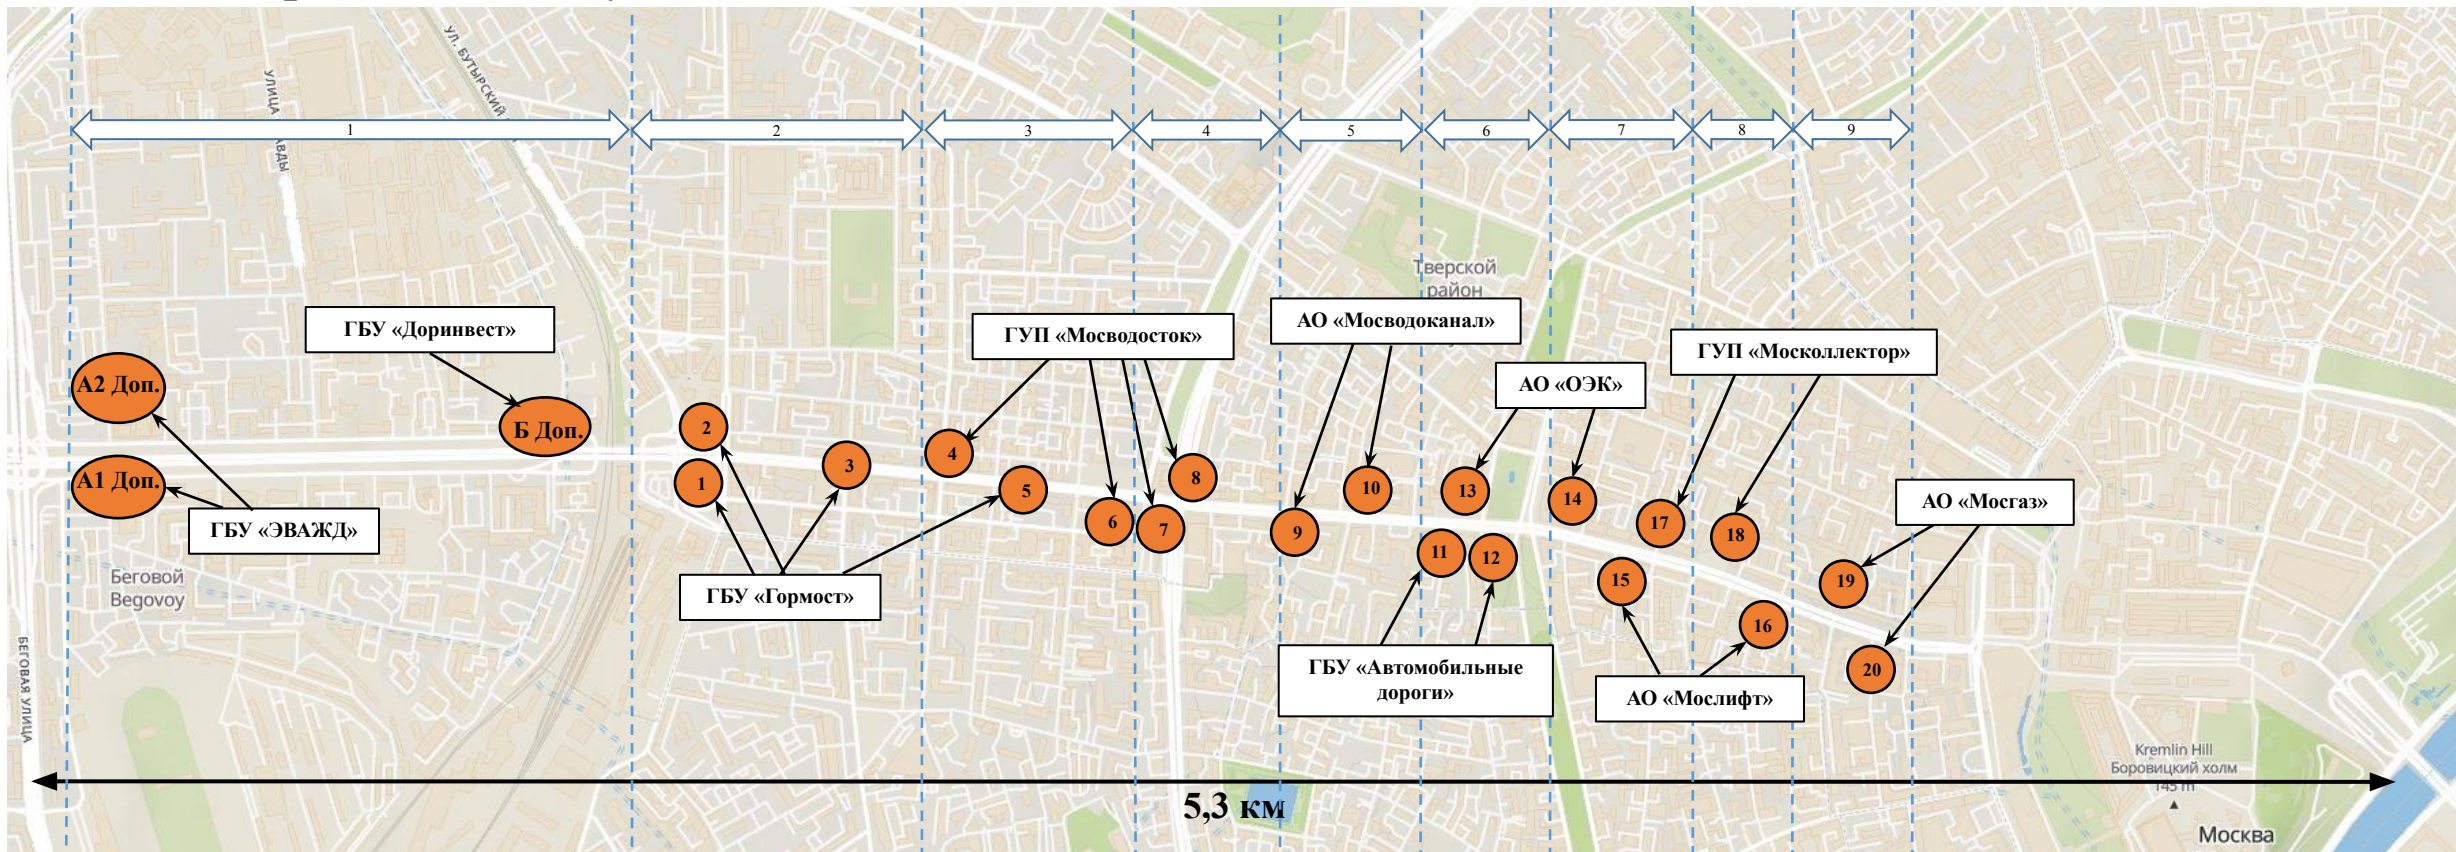 УЛ. БУТЫРСКИЙ
УЛИЦА
АВДЫ
1
2
3
4
5
6
7
8
9
Тверской
район
ГБУ «Доринвест»
ГУП «Мосводосток»
АО «Мосводоканал»
ГУП «Москоллектор»
АО «ОЭК»
А2 Доп.
Б Доп.
А1 Доп.
ГБУ «ЭВАЖД»
2
1
3
4
5
6
7
8
9
10
13
14
17
18
11
12
15
16
19
20
АО «Мосгаз»
Беговой
Begovoy
ГБУ «Гормост»
ГБУ «Автомобильные
дороги»
АО «Мослифт»
БЕГОВАЯ УЛИЦА
Kremlin Hill
Боровицкий холм
145 m
5,3 км
Москва